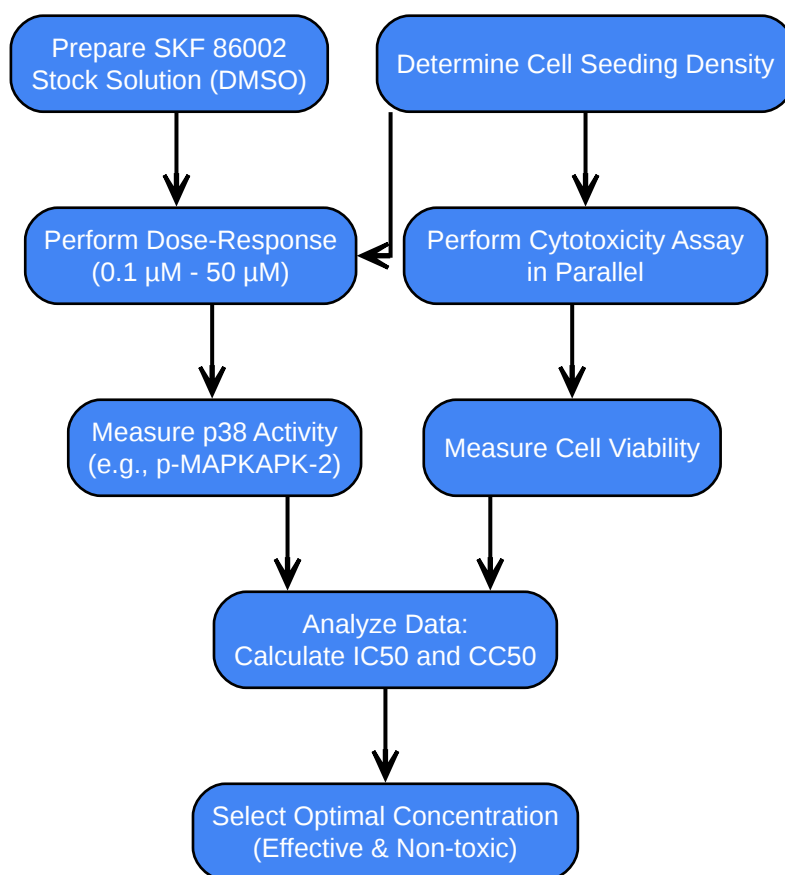 Prepare SKF 86002
Stock Solution (DMSO)
Determine Cell Seeding Density
Perform Dose-Response
(0.1 µM - 50 µM)
Perform Cytotoxicity Assay
in Parallel
Measure p38 Activity
(e.g., p-MAPKAPK-2)
Measure Cell Viability
Analyze Data:
Calculate IC50 and CC50
Select Optimal Concentration
(Effective & Non-toxic)